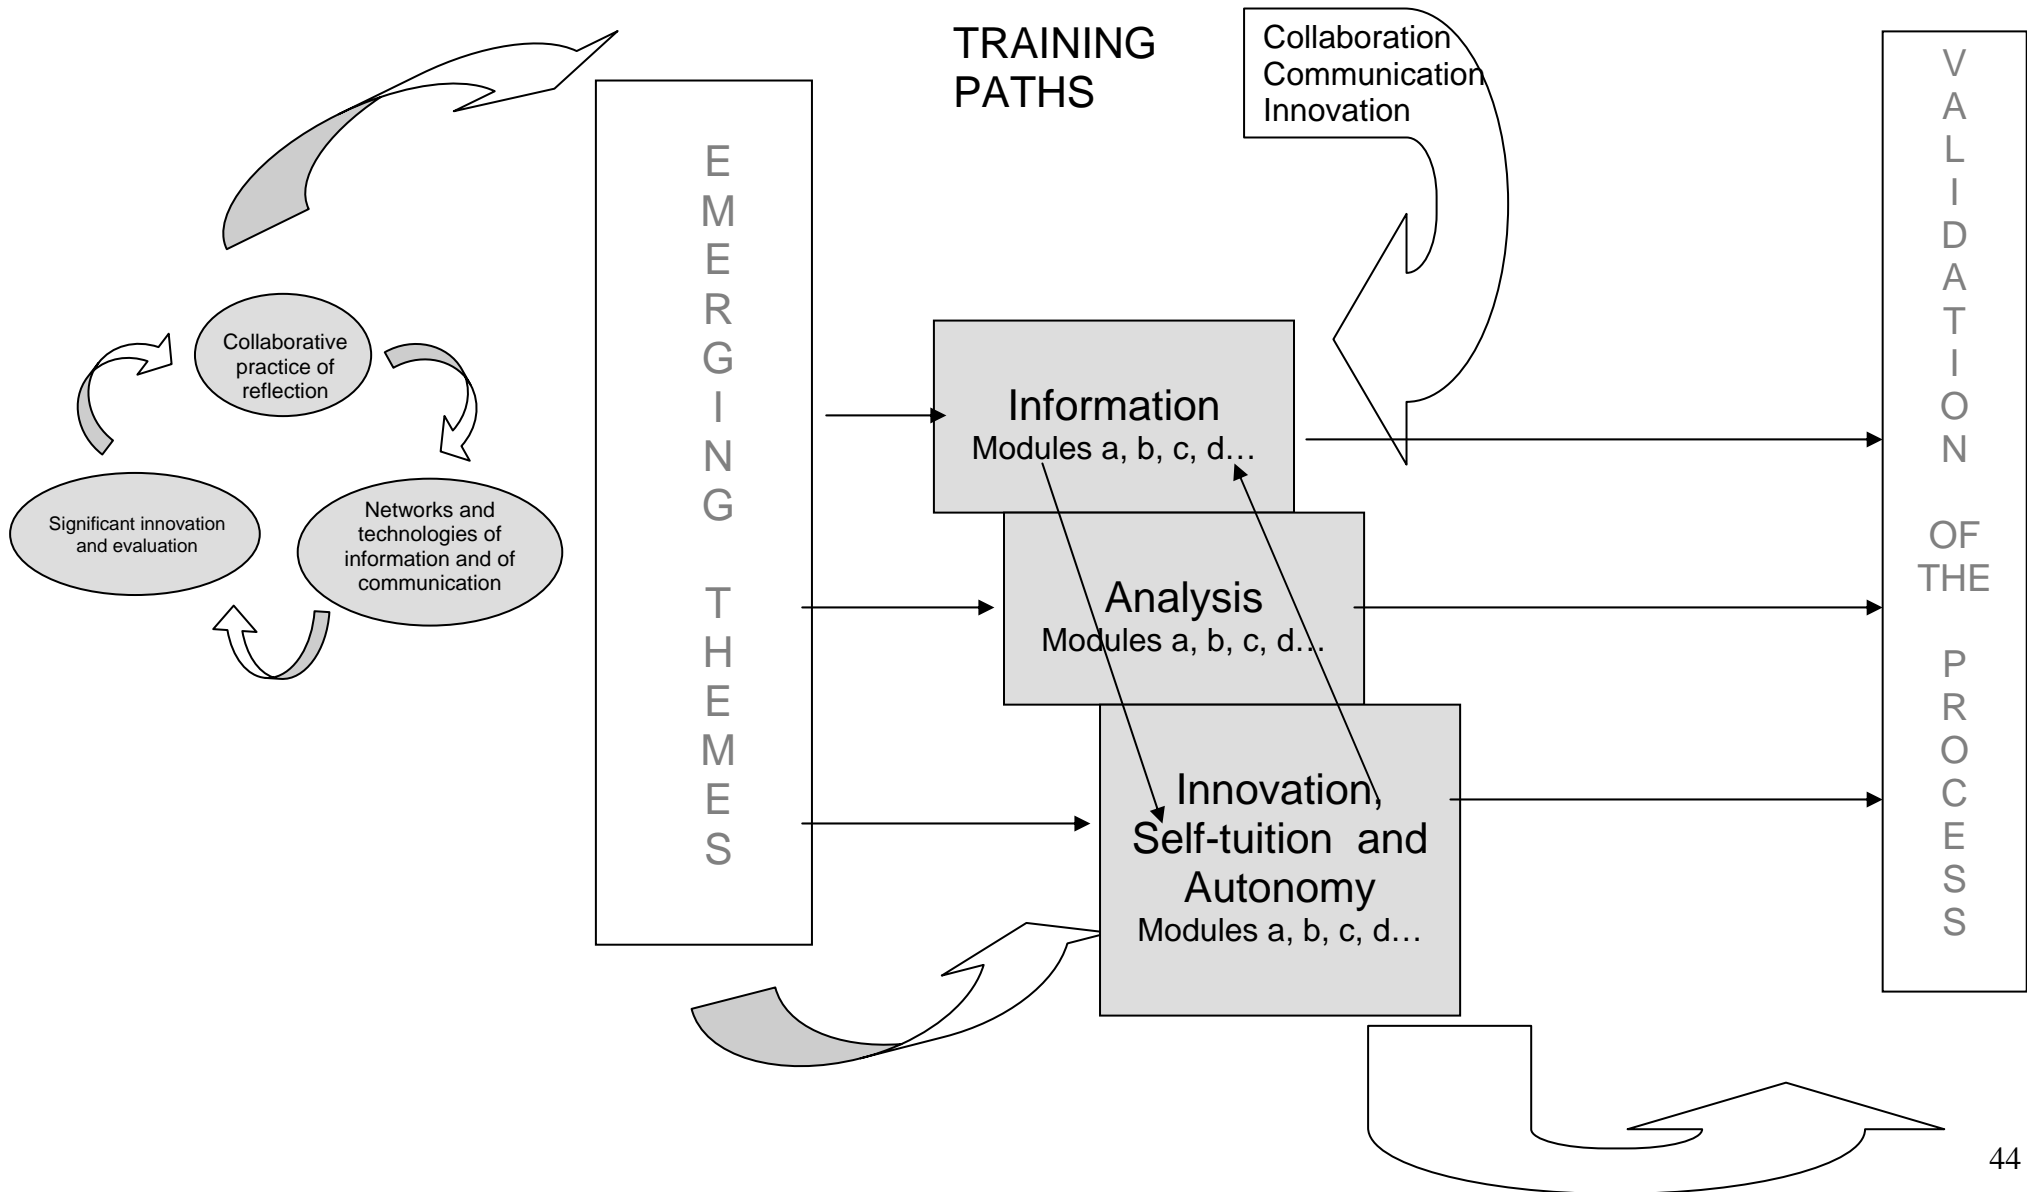 TRAINING
PATHS
Collaboration
Communication
Innovation
Collaborative
practice of
reflection
Significant innovation
and evaluation
Networks and
technologies of
information and of
communication
E
M
E
R
G
I
N
G
T
H
E
M
E
S
Information
Modules a, b, c, d…
Analysis
Modules a, b, c, d…
Innovation,
Self-tuition and
Autonomy
Modules a, b, c, d…
V
A
L
I
D
A
T
I
O
N
OF
THE
P
R
O
C
E
S
S
44